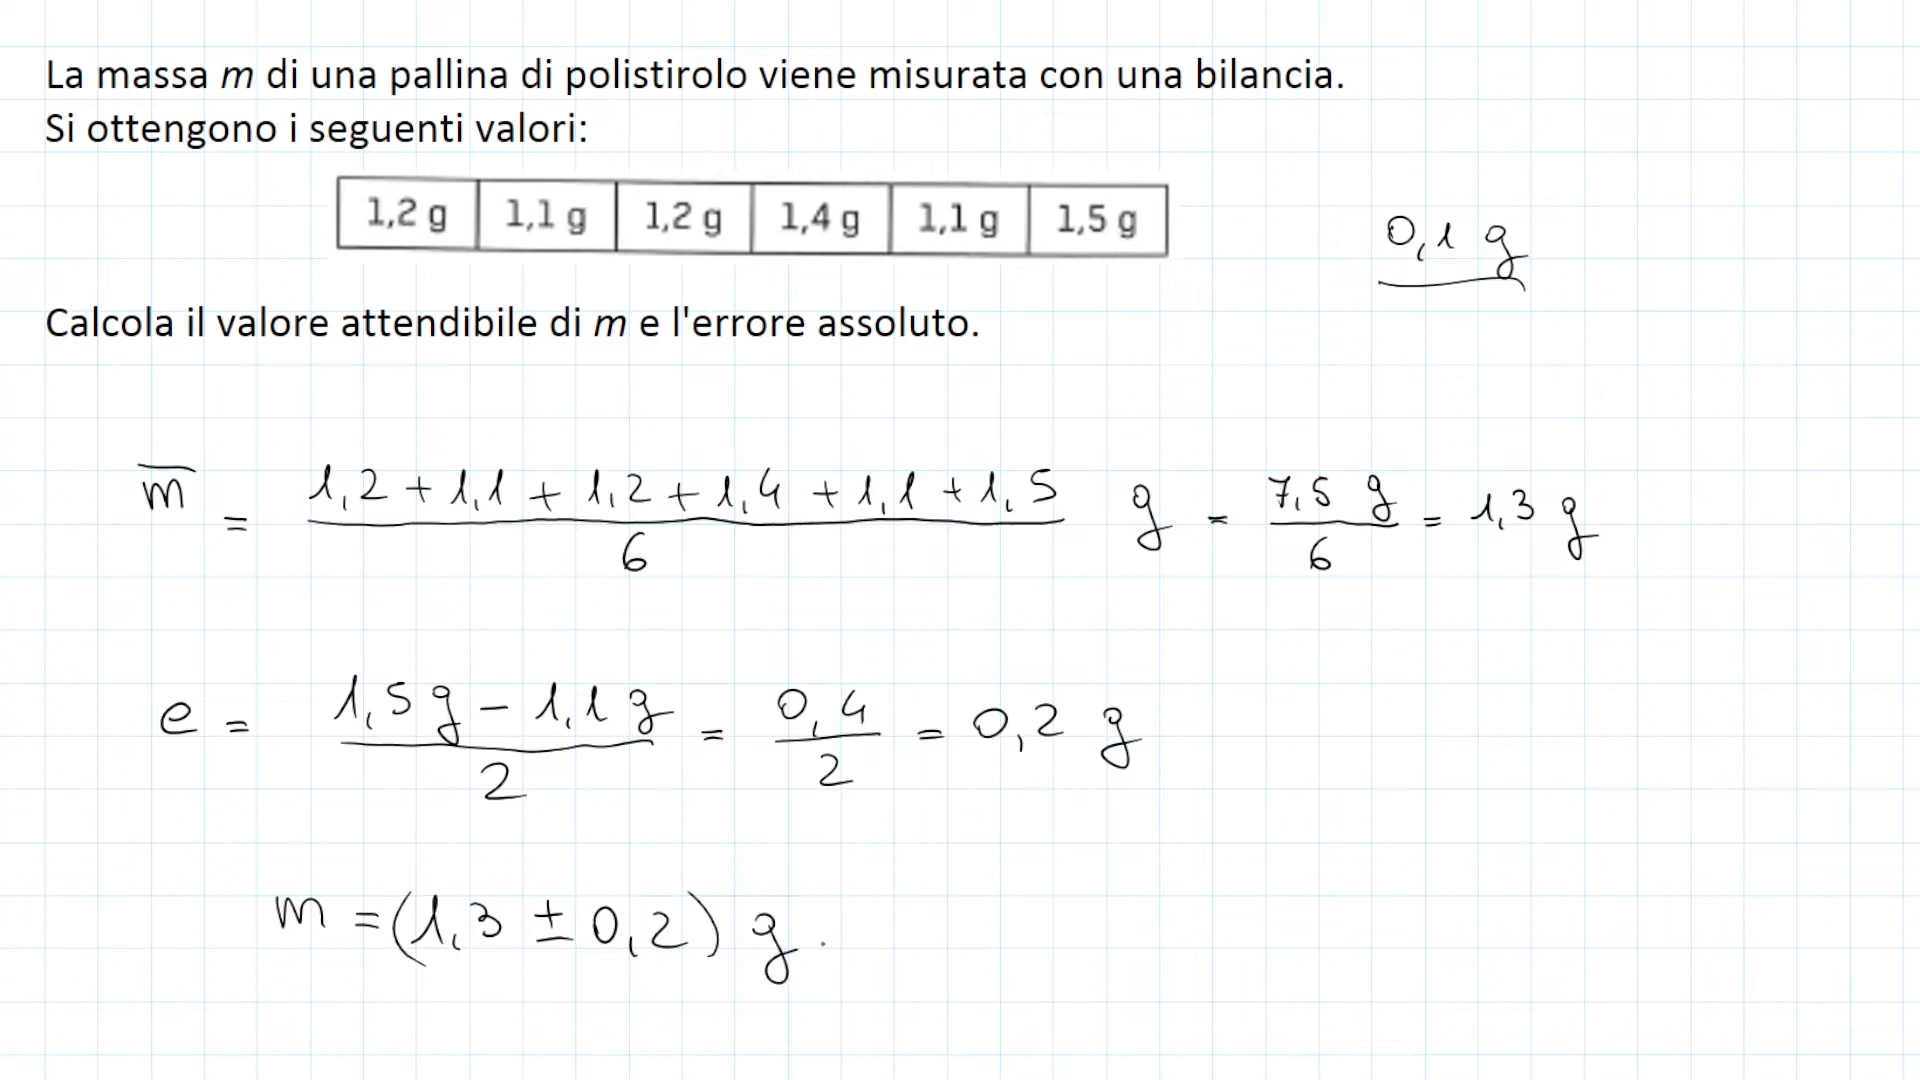 La massa m di una pallina di polistirolo viene misurata con una bilancia.
Si ottengono i seguenti valori:
1,2 g 1,1 g 1,2 g 1,4 g 1,1 g 1,5 g
0,1 g
Calcola il valore attendibile di m e l'errore assoluto.
m̅ = (1,2 + 1,1 + 1,2 + 1,4 + 1,1 + 1,5)/6 g = 7,5 g/6 = 1,3 g
e = (1,5 g - 1,1 g)/2 = 0,4/2 = 0,2 g
m = (1,3 ± 0,2) g.